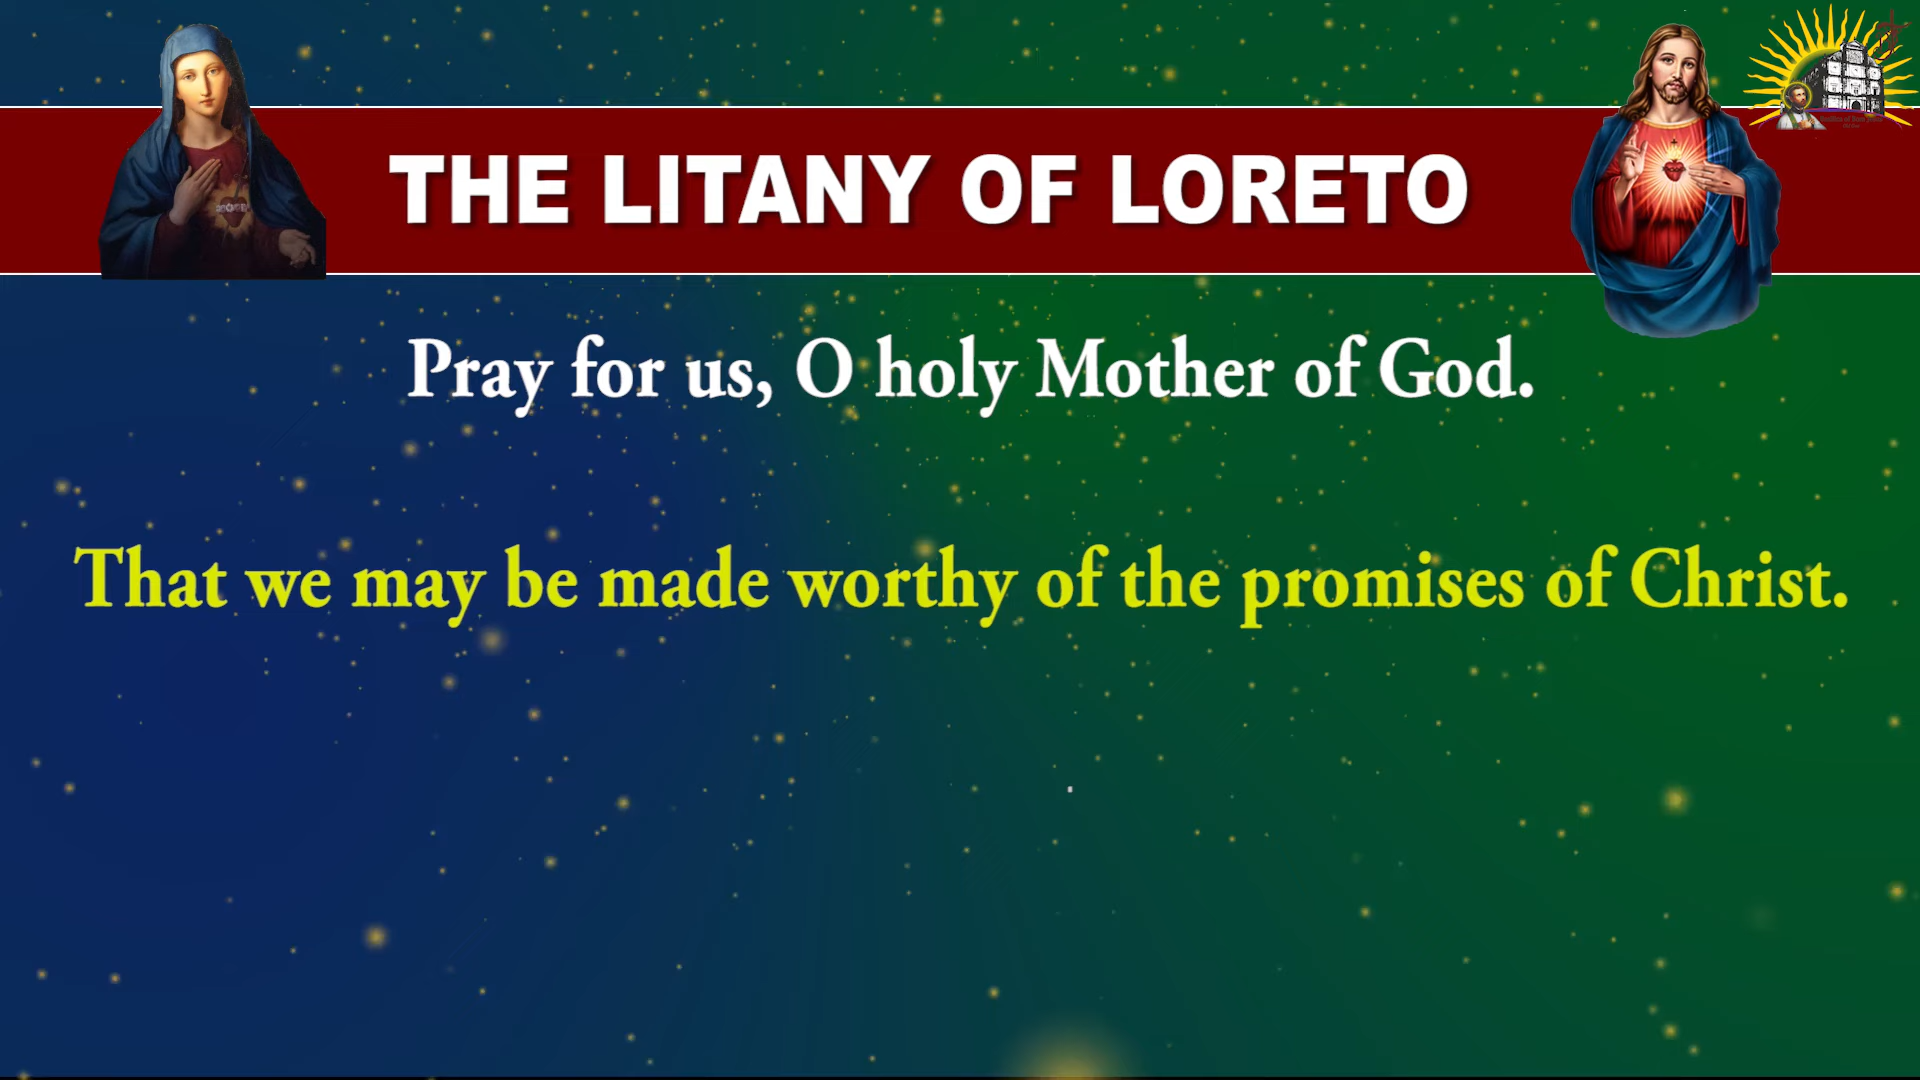 THE LITANY OF LORETO
Pray for us, O holy Mother of God.
That we may be made worthy of the promises of Christ.